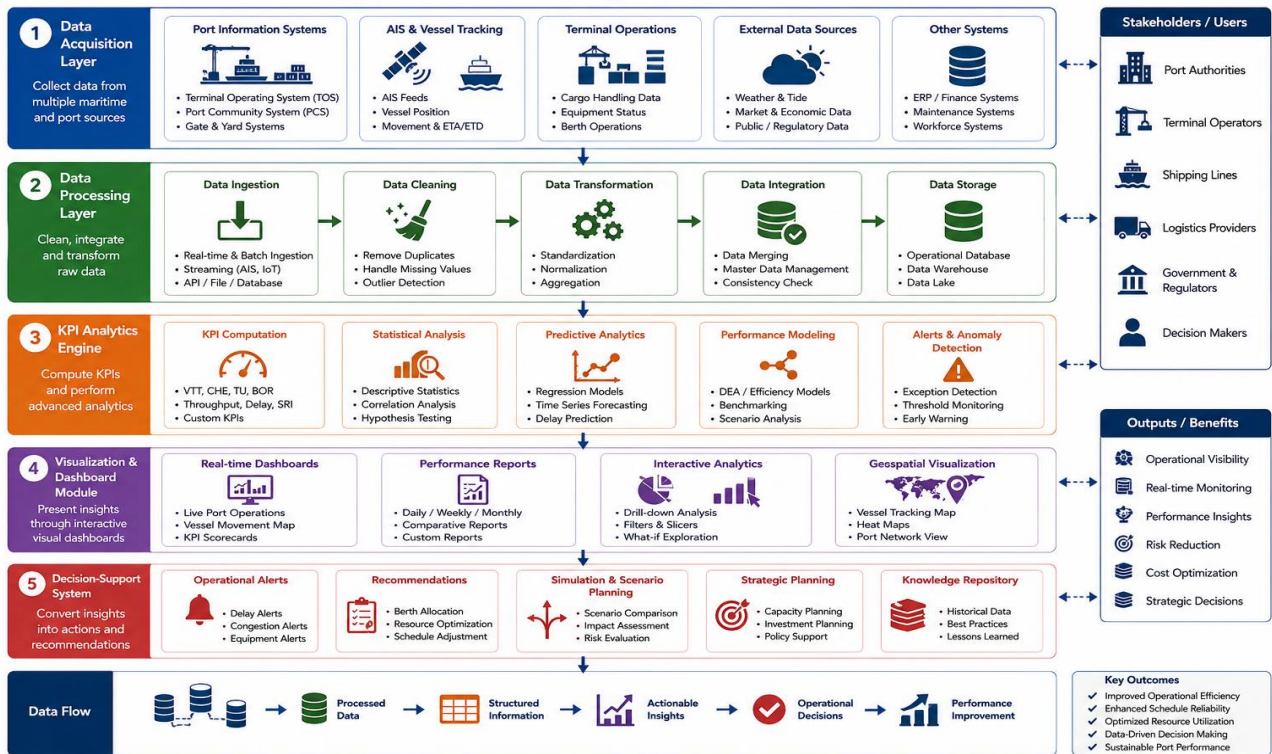 1 Data
Acquisition
Layer
Collect data from
multiple maritime
and port sources
Port Information Systems
• Terminal Operating System (TOS)
• Port Community System (PCS)
• Gate & Yard Systems
AIS & Vessel Tracking
• AIS Feeds
• Vessel Position
• Movement & ETA/ETD
Terminal Operations
• Cargo Handling Data
• Equipment Status
• Berth Operations
External Data Sources
• Weather & Tide
• Market & Economic Data
• Public / Regulatory Data
Other Systems
• ERP / Finance Systems
• Maintenance Systems
• Workforce Systems
2 Data
Processing
Layer
Clean, integrate
and transform
raw data
Data Ingestion
• Real-time & Batch Ingestion
• Streaming (AIS, IoT)
• API / File / Database
Data Cleaning
• Remove Duplicates
• Handle Missing Values
• Outlier Detection
Data Transformation
• Standardization
• Normalization
• Aggregation
Data Integration
• Data Merging
• Master Data Management
• Consistency Check
Data Storage
• Operational Database
• Data Warehouse
• Data Lake
3 KPI Analytics
Engine
Compute KPIs
and perform
advanced analytics
KPI Computation
• VTT, CHE, TU, BOR
• Throughput, Delay, SRI
• Custom KPIs
Statistical Analysis
• Descriptive Statistics
• Correlation Analysis
• Hypothesis Testing
Predictive Analytics
• Regression Models
• Time Series Forecasting
• Delay Prediction
Performance Modeling
• DEA / Efficiency Models
• Benchmarking
• Scenario Analysis
Alerts & Anomaly
Detection
• Exception Detection
• Threshold Monitoring
• Early Warning
4 Visualization &
Dashboard
Module
Present insights
through interactive
visual dashboards
Real-time Dashboards
• Live Port Operations
• Vessel Movement Map
• KPI Scorecards
Performance Reports
• Daily / Weekly / Monthly
• Comparative Reports
• Custom Reports
Interactive Analytics
• Drill-down Analysis
• Filters & Slicers
• What-if Exploration
Geospatial Visualization
• Vessel Tracking Map
• Heat Maps
• Port Network View
5 Decision-Support
System
Convert insights
into actions and
recommendations
Operational Alerts
• Delay Alerts
• Congestion Alerts
• Equipment Alerts
Recommendations
• Berth Allocation
• Resource Optimization
• Schedule Adjustment
Simulation & Scenario
Planning
• Scenario Comparison
• Impact Assessment
• Risk Evaluation
Strategic Planning
• Capacity Planning
• Investment Planning
• Policy Support
Knowledge Repository
• Historical Data
• Best Practices
• Lessons Learned
Data Flow
Processed
Data
Structured
Information
Actionable
Insights
Operational
Decisions
Performance
Improvement
Stakeholders / Users
Port Authorities
Terminal Operators
Shipping Lines
Logistics Providers
Government &
Regulators
Decision Makers
Outputs / Benefits
Operational Visibility
Real-time Monitoring
Performance Insights
Risk Reduction
Cost Optimization
Strategic Decisions
Key Outcomes
✓ Improved Operational Efficiency
✓ Enhanced Schedule Reliability
✓ Optimized Resource Utilization
✓ Data-Driven Decision Making
✓ Sustainable Port Performance